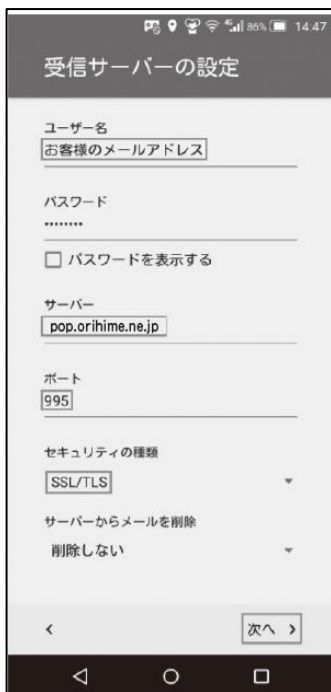 86% 14:47
受信サーバーの設定
ユーザー名
お客様のメールアドレス
パスワード
••••••••
パスワードを表示する
サーバー
pop.orihime.ne.jp
ポート
995
セキュリティの種類
SSL/TLS
サーバーからメールを削除
削除しない
次へ